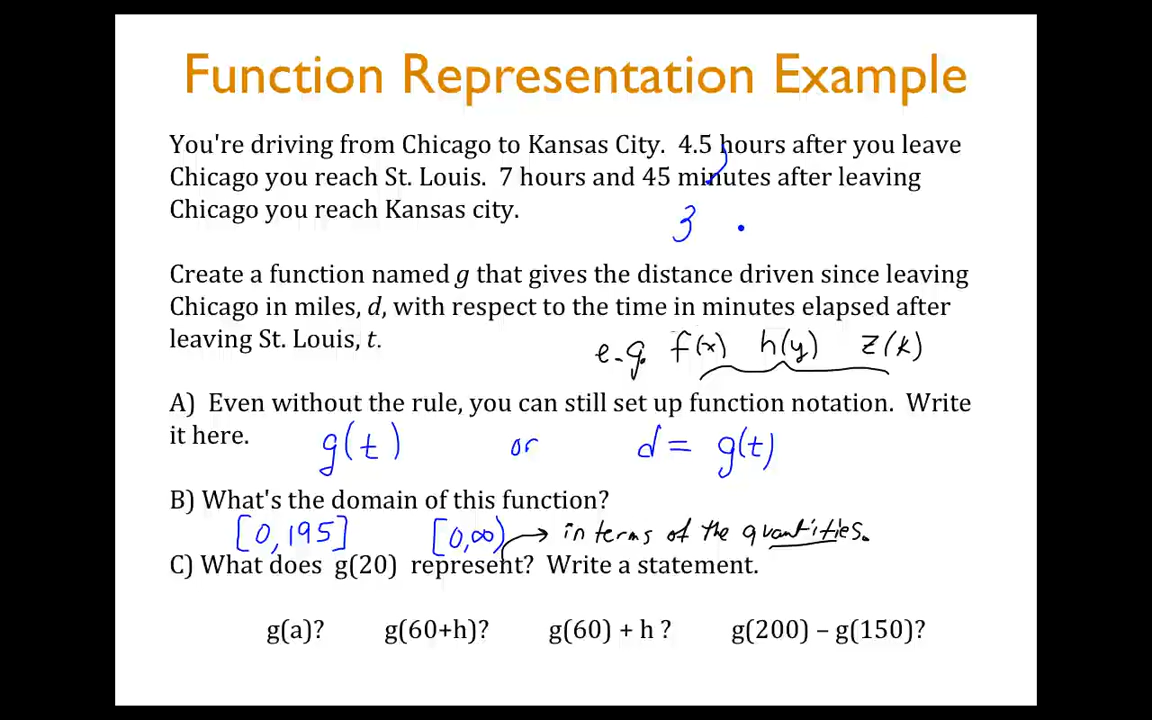 Function Representation Example
You're driving from Chicago to Kansas City. 4.5 hours after you leave
Chicago you reach St. Louis. 7 hours and 45 minutes after leaving
Chicago you reach Kansas city.
3 .
Create a function named g that gives the distance driven since leaving
Chicago in miles, d, with respect to the time in minutes elapsed after
leaving St. Louis, t.
e.g. f(x) h(y) z(k)
A) Even without the rule, you can still set up function notation. Write
it here.
g(t) or d = g(t)
B) What's the domain of this function?
[0,195] [0,∞) → in terms of the quantities.
C) What does g(20) represent? Write a statement.
g(a)? g(60+h)? g(60) + h ? g(200) – g(150)?